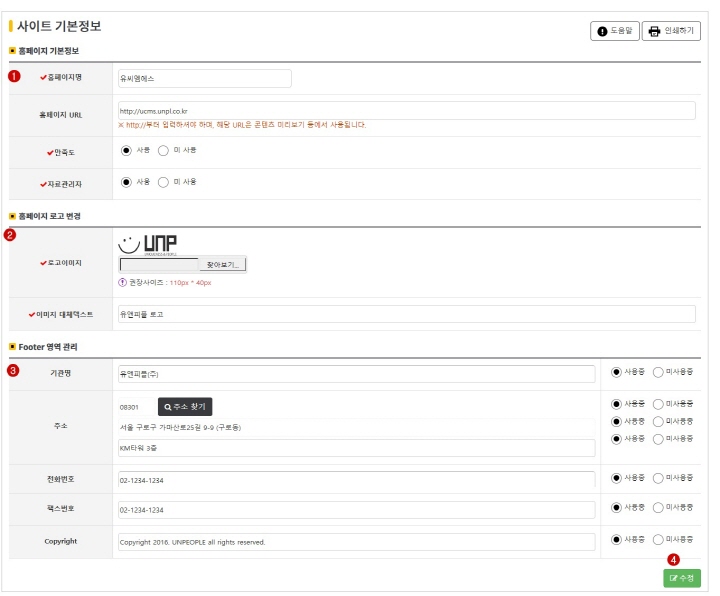 사이트 기본정보
도움말 인쇄하기
홈페이지 기본정보
1 홈페이지명 유씨엠에스
홈페이지 URL http://ucms.unpl.co.kr
※ http://부터 입력하셔야 하며, 해당 URL은 콘텐츠 미리보기 등에서 사용됩니다.
만족도 사용 미 사용
자료관리자 사용 미 사용
홈페이지 로고 변경
2
UNP
로고이미지 찾아보기...
권장사이즈 : 110px * 40px
이미지 대체텍스트 유앤피플 로고
Footer 영역 관리
3 기관명 유앤피플(주) 사용중 미사용중
08301 주소 찾기 사용중 미사용중
주소 서울 구로구 가마산로25길 9-9 (구로동) 사용중 미사용중
KM타워 3층 사용중 미사용중
전화번호 02-1234-1234 사용중 미사용중
팩스번호 02-1234-1234 사용중 미사용중
Copyright Copyright 2016. UNPEOPLE all rights reserved. 사용중 미사용중
4
수정